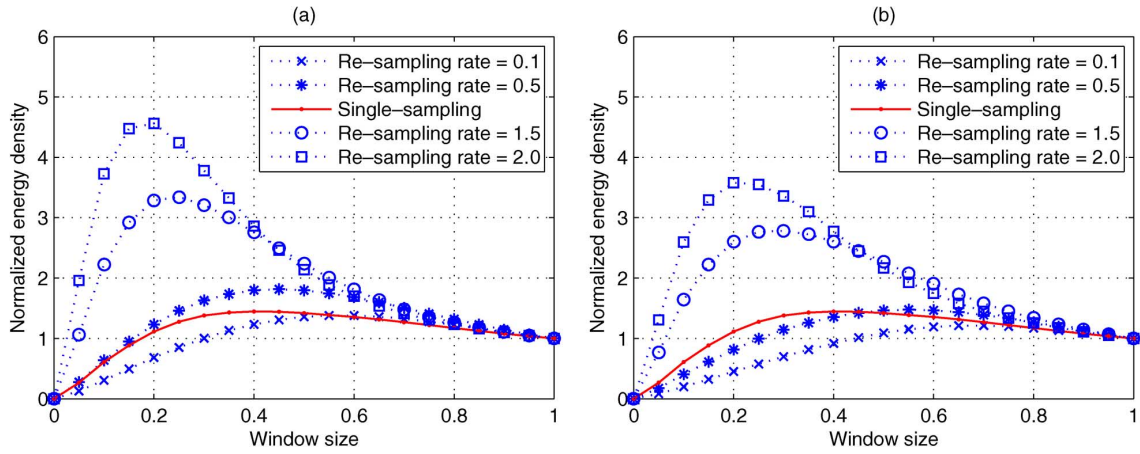 (a)
6
5
4
3
2
1
0
0
0.2
0.4
0.6
0.8
1
Window size
Normalized energy density
Re-sampling rate = 0.1
Re-sampling rate = 0.5
Single-sampling
Re-sampling rate = 1.5
Re-sampling rate = 2.0
(b)
6
5
4
3
2
1
0
0
0.2
0.4
0.6
0.8
1
Window size
Normalized energy density
Re-sampling rate = 0.1
Re-sampling rate = 0.5
Single-sampling
Re-sampling rate = 1.5
Re-sampling rate = 2.0